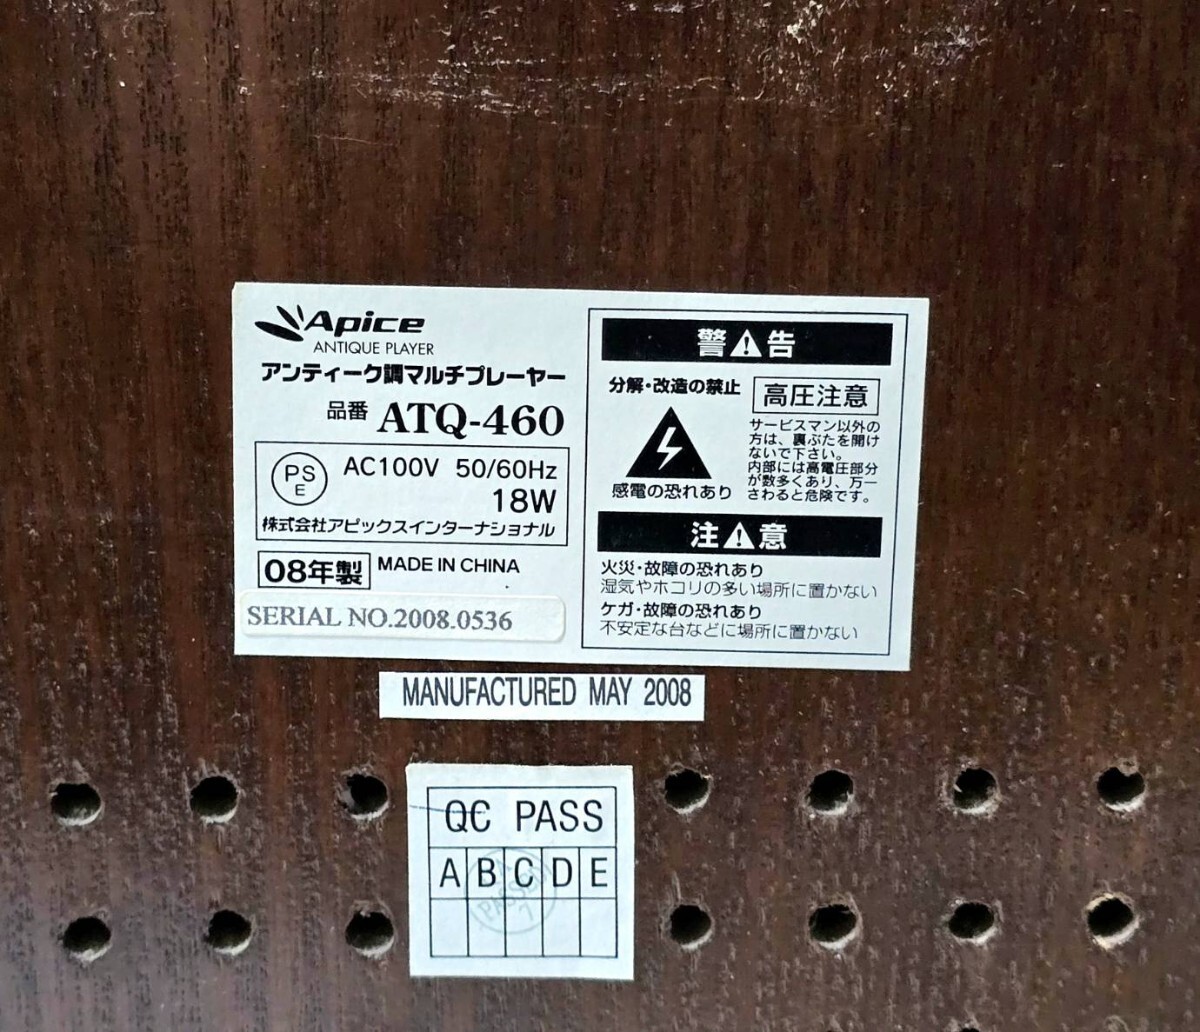 Apice
ANTIQUE PLAYER
アンティーク調マルチプレーヤー
品番 ATQ-460
PS
E
AC100V 50/60Hz
18W
株式会社アピックスインターナショナル
08年製 MADE IN CHINA
SERIAL NO.2008.0536
警告
分解・改造の禁止
感電の恐れあり
高圧注意
サービスマン以外の
方は、裏ぶたを開け
ないで下さい。
内部には高電圧部分
が数多くあり、万一
さわると危険です。
注意
火災・故障の恐れあり
湿気やホコリの多い場所に置かない
ケガ・故障の恐れあり
不安定な台などに場所に置かない
MANUFACTURED MAY 2008
QC PASS
A B C D E
PASSED
7